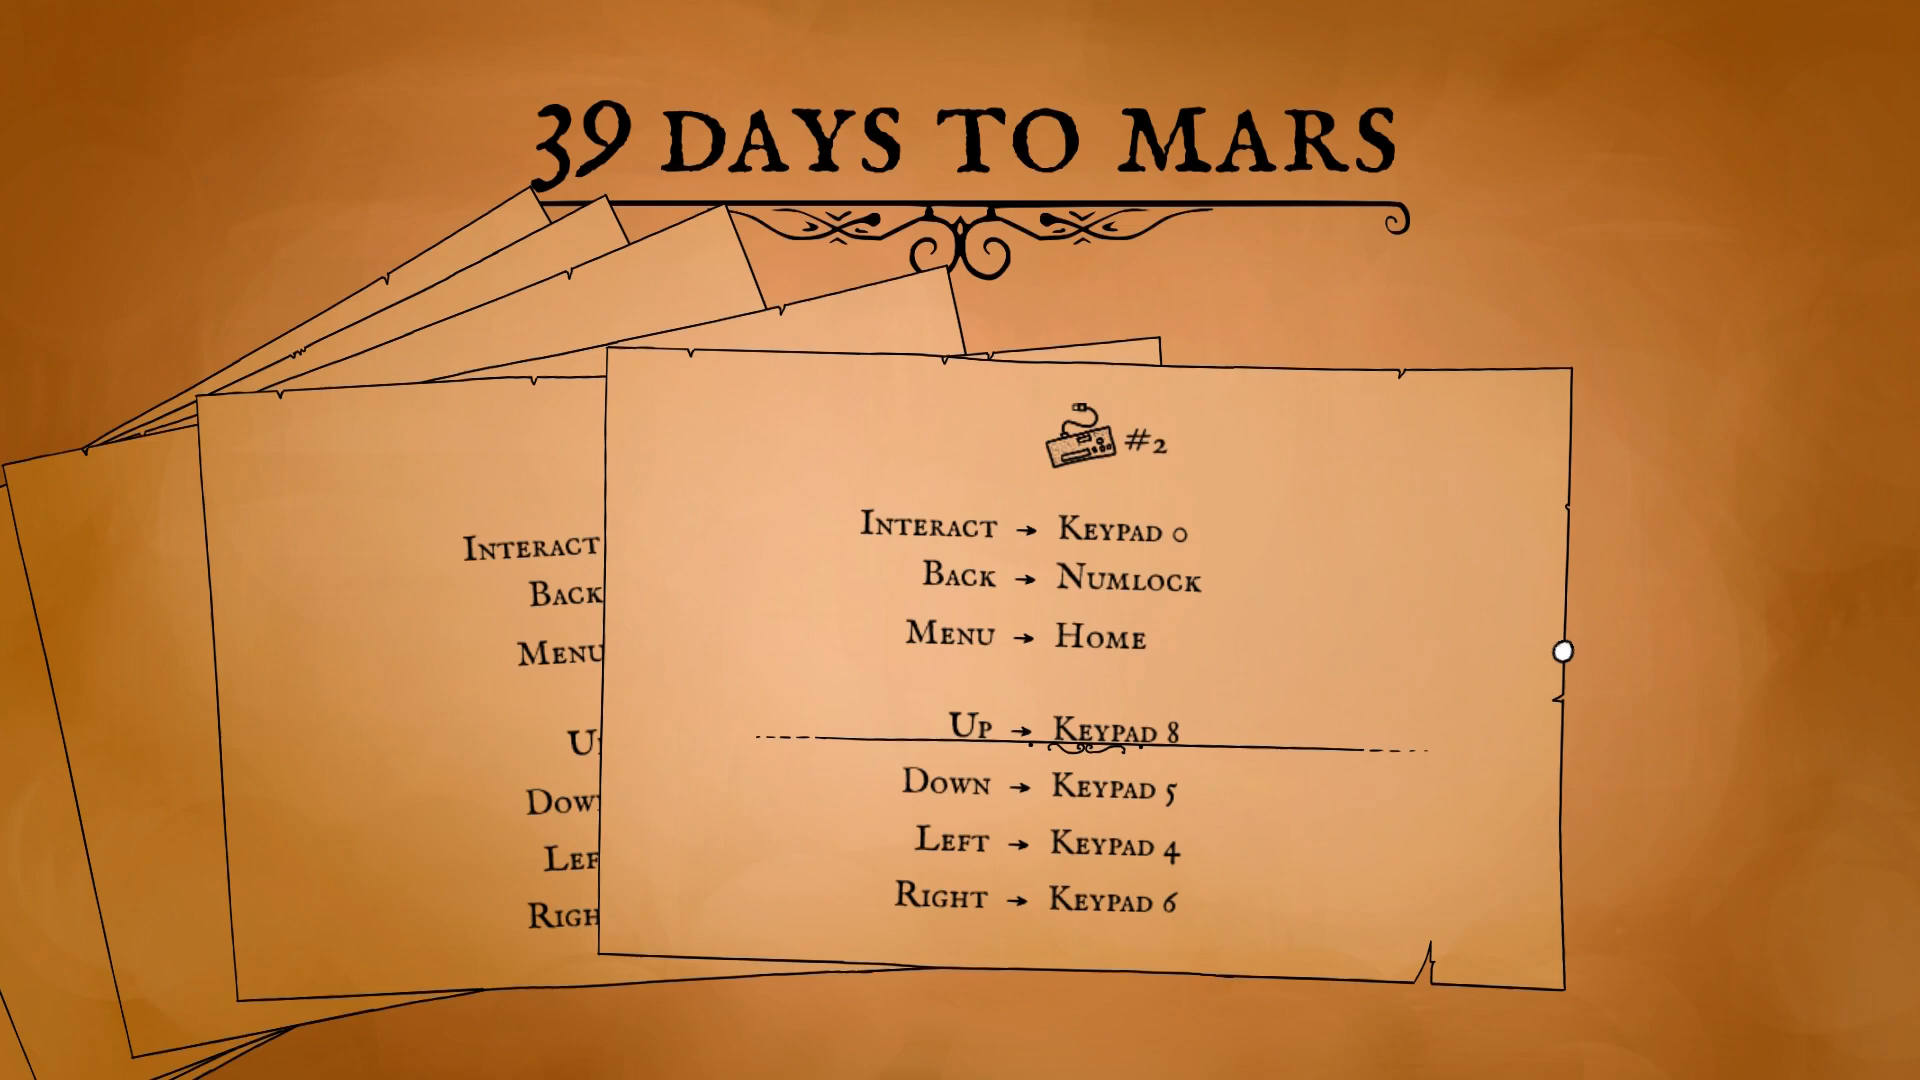 39 DAYS TO MARS
#2
INTERACT → KEYPAD 0
BACK → NUMLOCK
MENU → HOME
UP → KEYPAD 8
DOWN → KEYPAD 5
LEFT → KEYPAD 4
RIGHT → KEYPAD 6
INTERACT
BACK
MENU